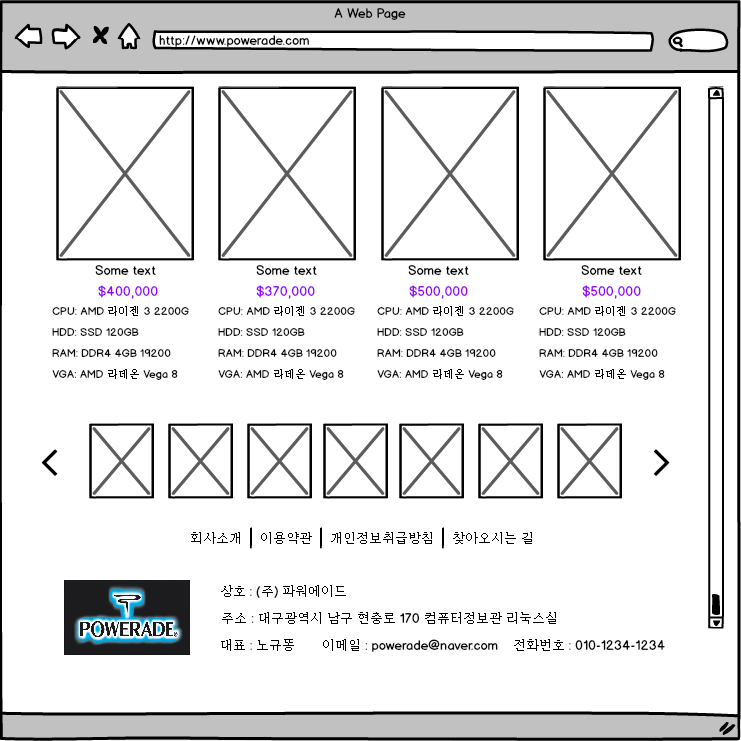 A Web Page
http://www.powerade.com
Some text Some text Some text Some text
$400,000 $370,000 $500,000 $500,000
CPU: AMD 라이젠 3 2200G CPU: AMD 라이젠 3 2200G CPU: AMD 라이젠 3 2200G CPU: AMD 라이젠 3 2200G
HDD: SSD 120GB HDD: SSD 120GB HDD: SSD 120GB HDD: SSD 120GB
RAM: DDR4 4GB 19200 RAM: DDR4 4GB 19200 RAM: DDR4 4GB 19200 RAM: DDR4 4GB 19200
VGA: AMD 라데온 Vega 8 VGA: AMD 라데온 Vega 8 VGA: AMD 라데온 Vega 8 VGA: AMD 라데온 Vega 8
회사소개 | 이용약관 | 개인정보취급방침 | 찾아오시는 길
POWERADE
상호 : (주) 파워에이드
주소 : 대구광역시 남구 현충로 170 컴퓨터정보관 리눅스실
대표 : 노규똥 이메일 : powerade@naver.com 전화번호 : 010-1234-1234